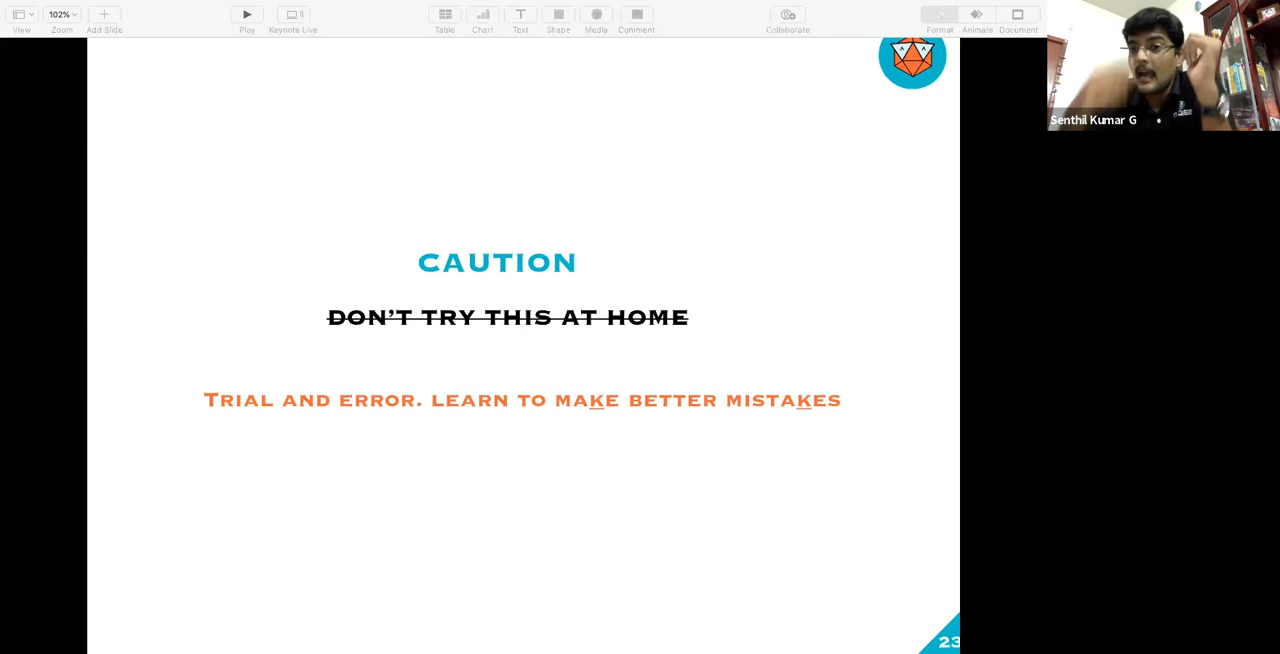 102%
View Zoom Add Slide Play Keynote Live Table Chart Text Shape Media Comment Collaborate Format Animate Document
A A
Senthil Kumar G
CAUTION
DON'T TRY THIS AT HOME
TRIAL AND ERROR. LEARN TO MAKE BETTER MISTAKES
23